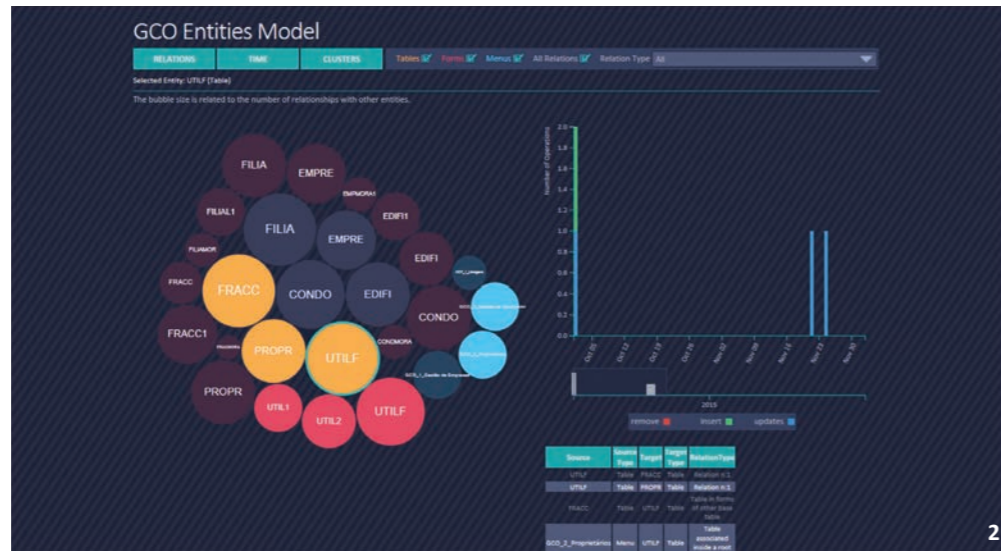 GCO Entities Model
RELATIONS TIME CLUSTERS Tables Forms Menus All Relations Relation Type All
Selected Entity: UTILF [Table]
The bubble size is related to the number of relationships with other entities.
FILIA
EMPRE
EMPMORA1
FILIAL1
EDIFI1
FILIA
EMPRE
FILIAMOR
EDIFI
FRACC
FRACC
CONDO
EDIFI
CONDO
FRACC1
PROPR
UTILF
CONDMORA
GCO_1_Gestão de Empresas
PROPR
UTIL1
UTIL2
UTILF
Number of Operations
2.0
1.8
1.6
1.4
1.2
1.0
0.8
0.6
0.4
0.2
0.0
Oct 05 Oct 12 Oct 19 Oct 26 Nov 02 Nov 09 Nov 16 Nov 23 Nov 30
2015
remove insert updates
Source Source Type Target Target Type RelationType
UTILF Table FRACC Table Relation n:1
UTILF Table PROPR Table Relation n:1
FRACC Table UTILF Table Table in forms of other base table
GCO_2_Proprietários Menu UTILF Table Table associated inside a root
2